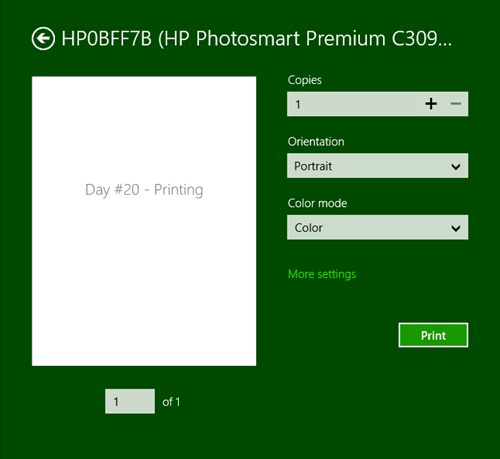 HP0BFF7B (HP Photosmart Premium C309...
Day #20 - Printing
Copies
1
Orientation
Portrait
Color mode
Color
More settings
Print
1 of 1